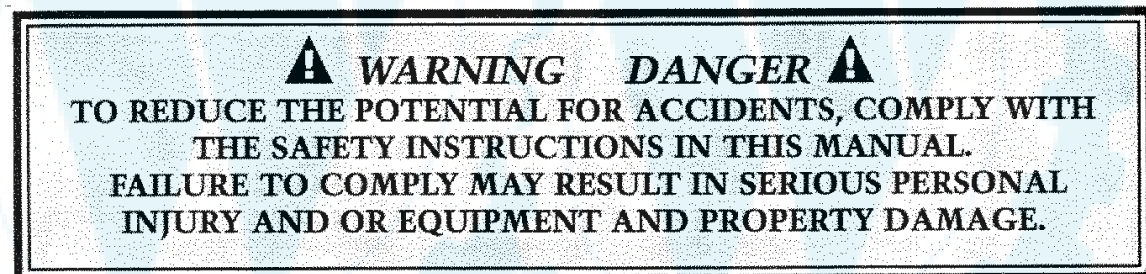 WARNING DANGER
TO REDUCE THE POTENTIAL FOR ACCIDENTS, COMPLY WITH
THE SAFETY INSTRUCTIONS IN THIS MANUAL.
FAILURE TO COMPLY MAY RESULT IN SERIOUS PERSONAL
INJURY AND OR EQUIPMENT AND PROPERTY DAMAGE.